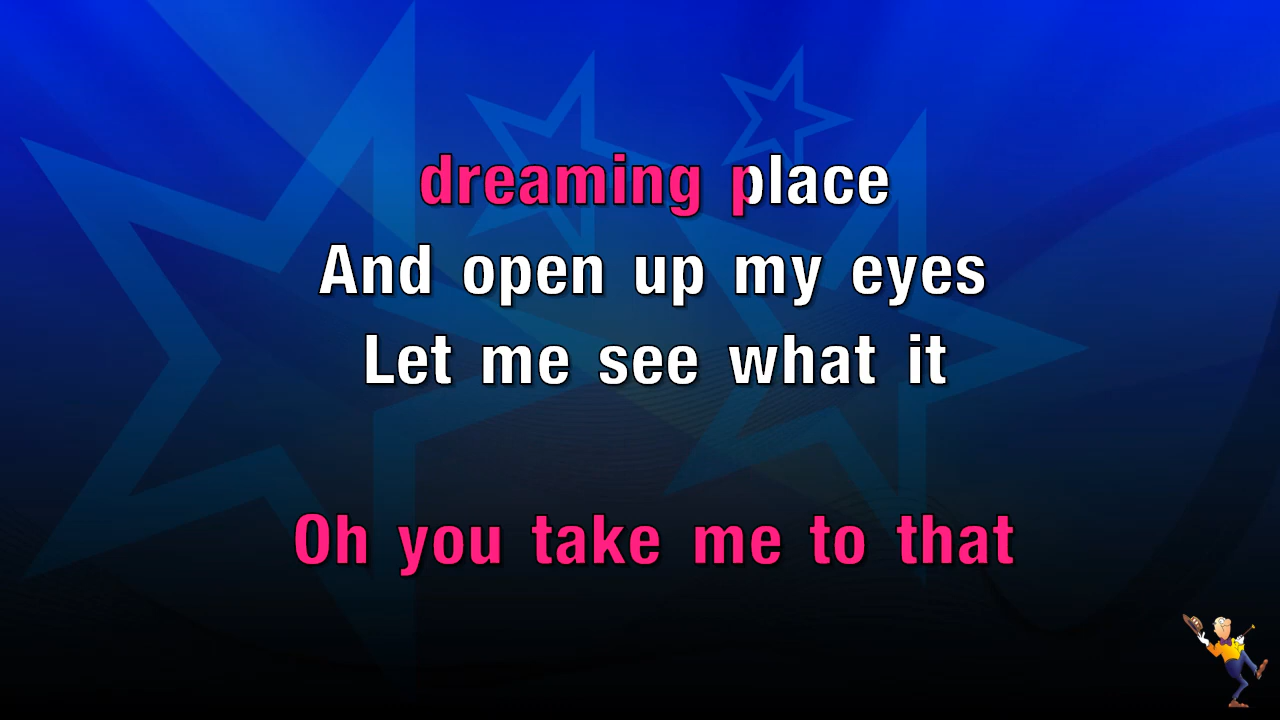 dreaming place
And open up my eyes
Let me see what it
Oh you take me to that